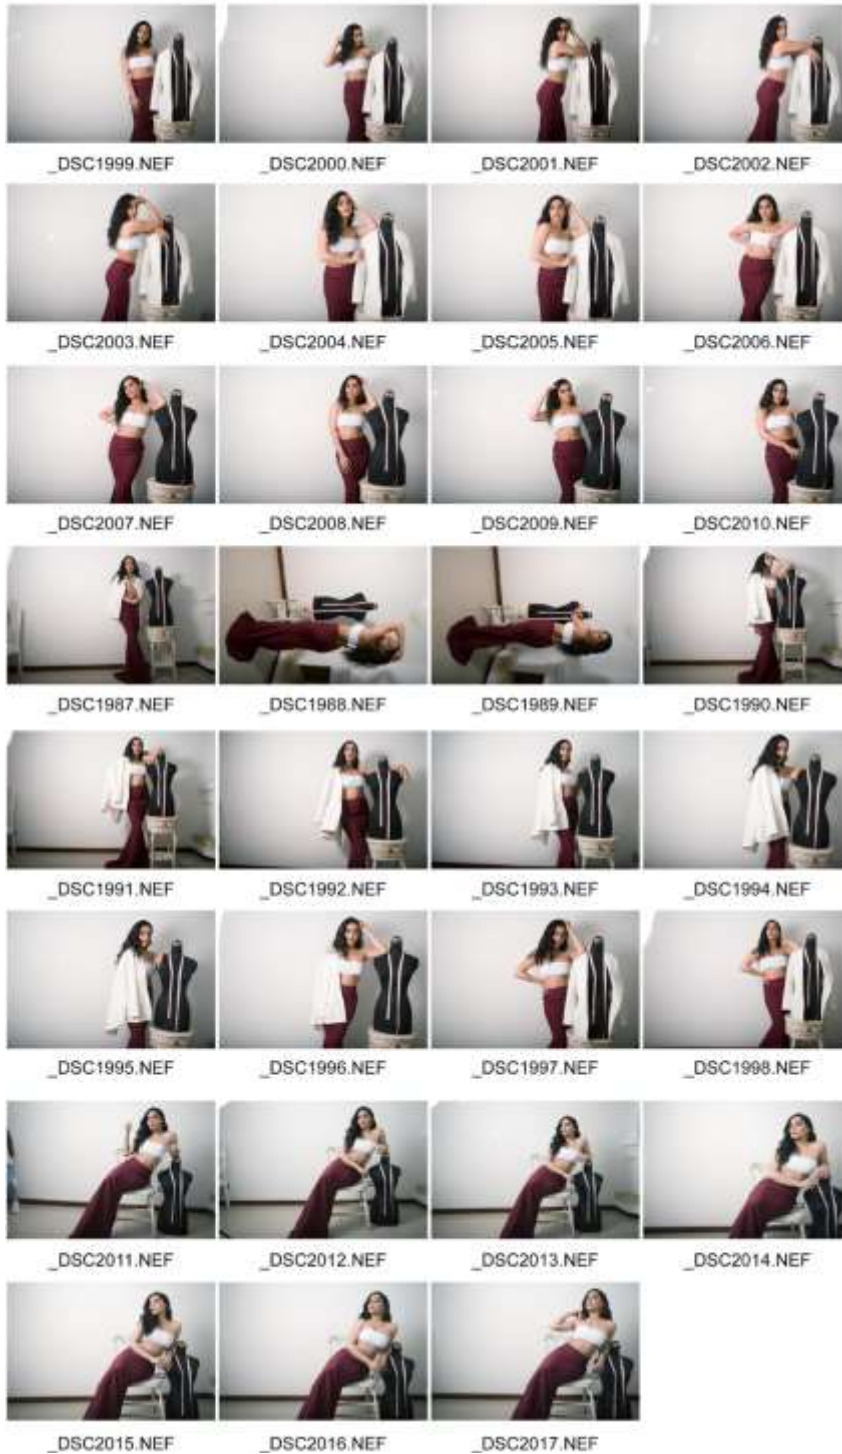 _DSC1999.NEF _DSC2000.NEF _DSC2001.NEF _DSC2002.NEF
_DSC2003.NEF _DSC2004.NEF _DSC2005.NEF _DSC2006.NEF
_DSC2007.NEF _DSC2008.NEF _DSC2009.NEF _DSC2010.NEF
_DSC1987.NEF _DSC1988.NEF _DSC1989.NEF _DSC1990.NEF
_DSC1991.NEF _DSC1992.NEF _DSC1993.NEF _DSC1994.NEF
_DSC1995.NEF _DSC1996.NEF _DSC1997.NEF _DSC1998.NEF
_DSC2011.NEF _DSC2012.NEF _DSC2013.NEF _DSC2014.NEF
_DSC2015.NEF _DSC2016.NEF _DSC2017.NEF